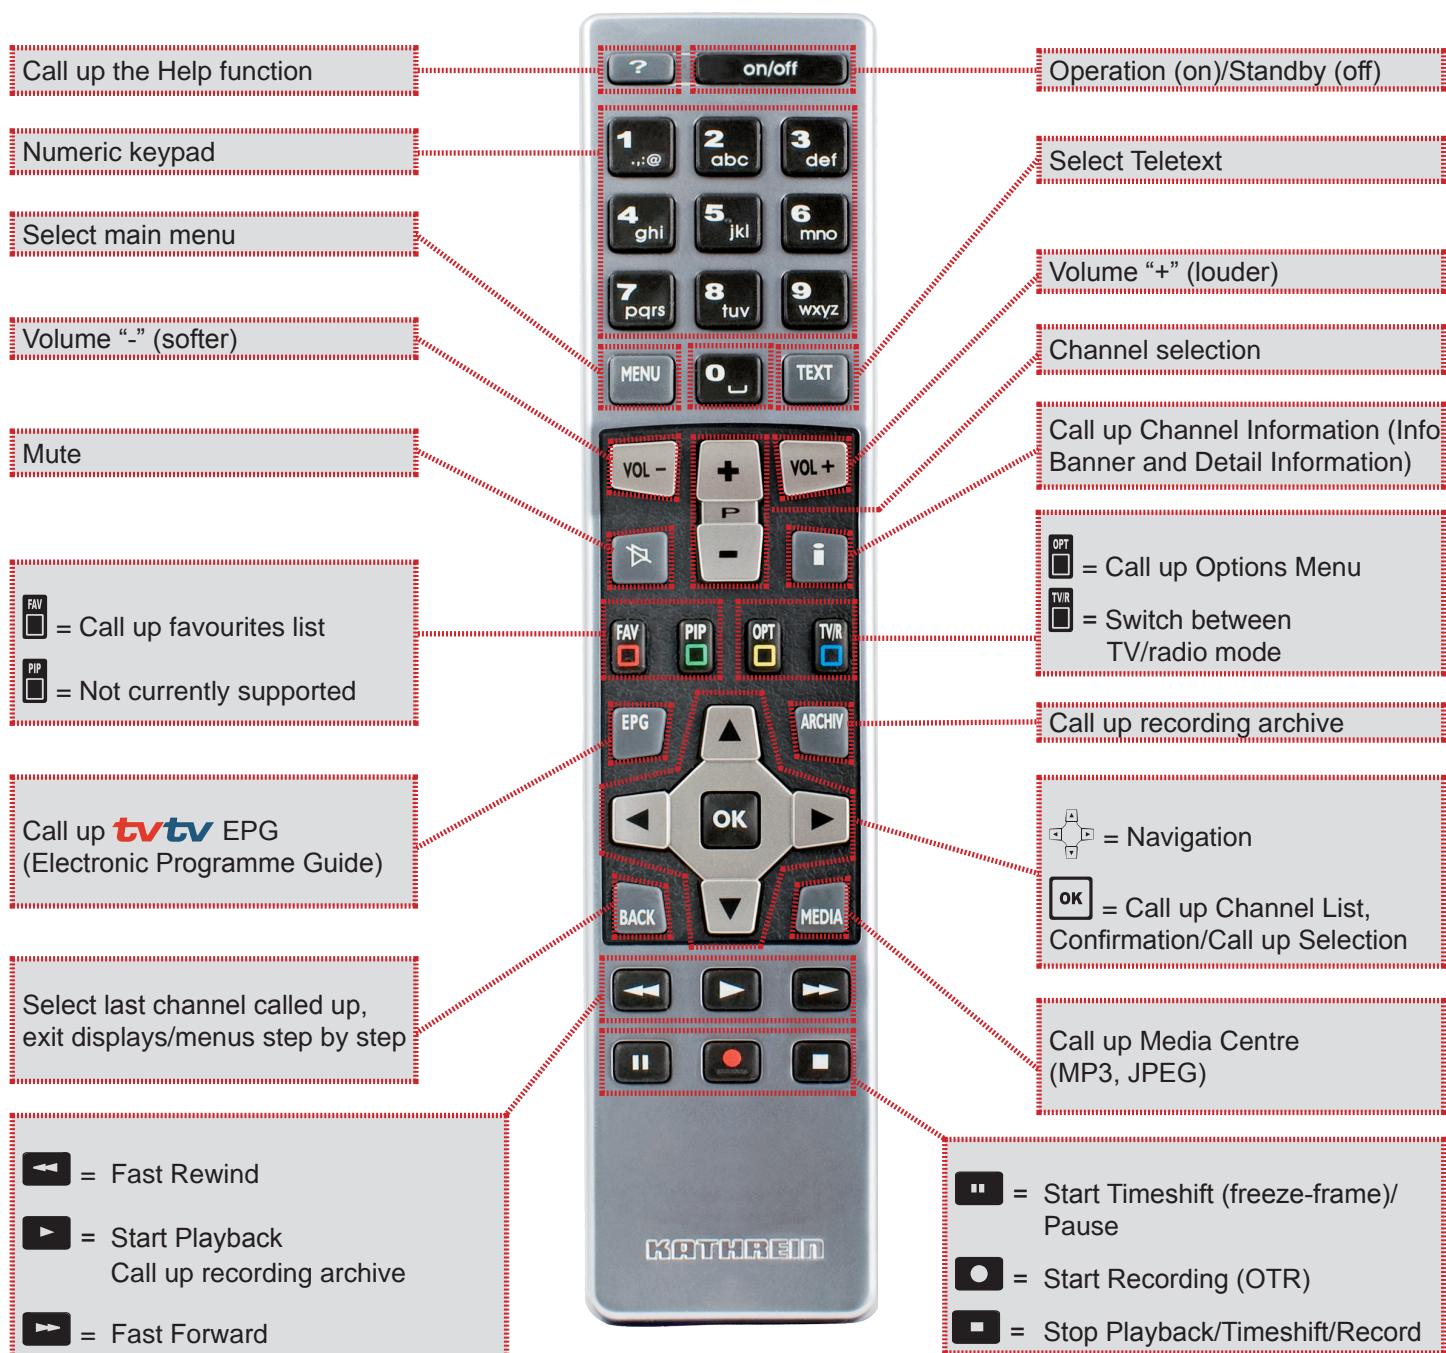 Call up the Help function
Numeric keypad
Select main menu
Volume “-” (softer)
Mute
FAV = Call up favourites list
PIP = Not currently supported
Call up tvtv EPG
(Electronic Programme Guide)
Select last channel called up,
exit displays/menus step by step
= Fast Rewind
= Start Playback
Call up recording archive
= Fast Forward
? on/off
1 .,:@ 2 abc 3 def
4 ghi 5 jkl 6 mno
7 pqrs 8 tuv 9 wxyz
MENU 0 TEXT
VOL - + VOL +
P
- i
FAV PIP OPT TV/R
EPG ARCHIV
OK
BACK MEDIA
KATHREIN
Operation (on)/Standby (off)
Select Teletext
Volume “+” (louder)
Channel selection
Call up Channel Information (Info
Banner and Detail Information)
OPT = Call up Options Menu
TV/R = Switch between
TV/radio mode
Call up recording archive
= Navigation
OK = Call up Channel List,
Confirmation/Call up Selection
Call up Media Centre
(MP3, JPEG)
= Start Timeshift (freeze-frame)/
Pause
= Start Recording (OTR)
= Stop Playback/Timeshift/Record